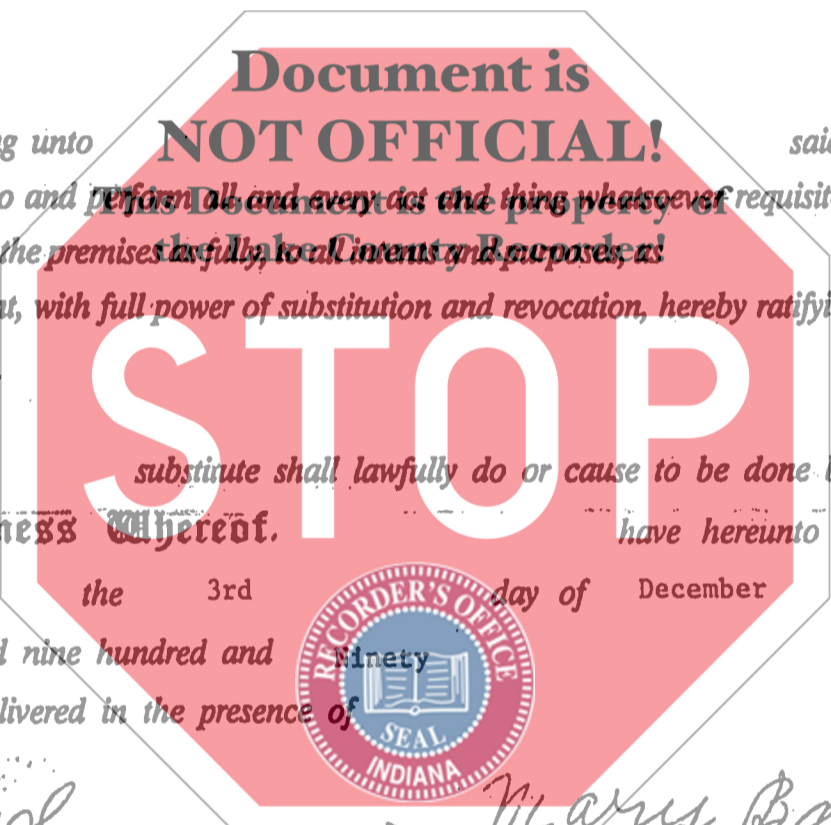 Document is
NOT OFFICIAL!
g unto said
o and perform all and every act and thing whatsoever requisit
This Document is the property of
the premises as fully, to all intents and purposes, as
the Lake County Recorder!
t, with full power of substitution and revocation, hereby ratifyi
STOP
substitute shall lawfully do or cause to be done
ness Whereof, have hereunto
the 3rd day of December
d nine hundred and Ninety
livered in the presence of
RECORDER'S OFFICE
SEAL
INDIANA
Mary Ba